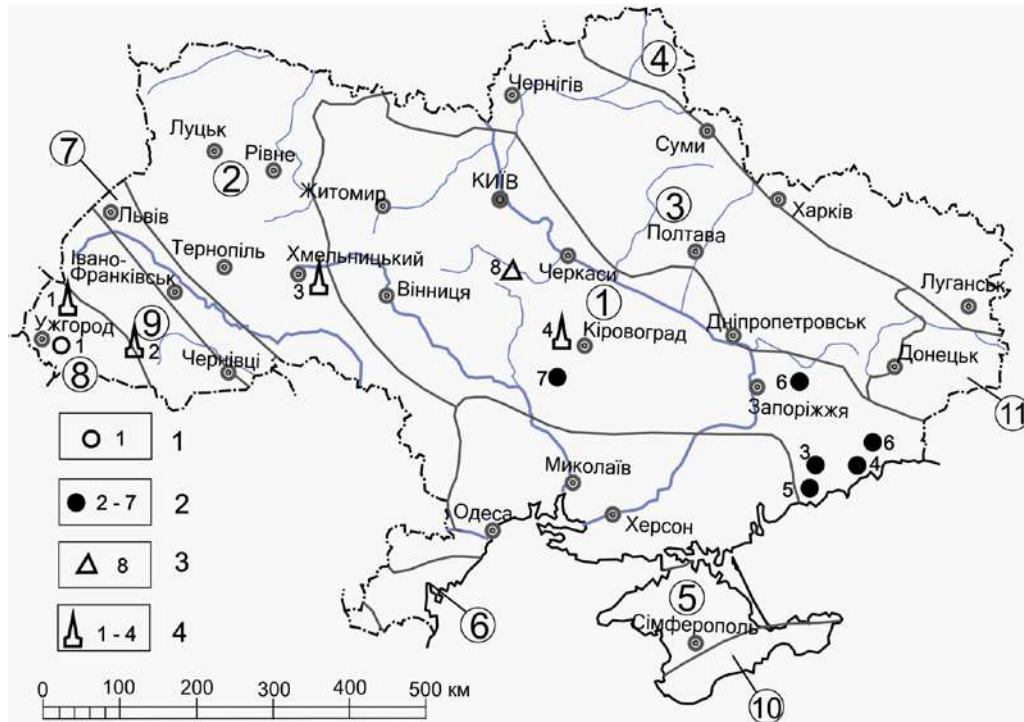 4
Чернігів
Суми
7
Луцьк
2
Рівне
КИЇВ
Житомир
3
Харків
Львів
Полтава
Тернопіль
Хмельницький
Івано-
Франківськ
8
Черкаси
1
3
Вінниця
Луганськ
1
9
4
Кіровоград
Дніпропетровськ
Ужгород
1
2
Чернівці
Донецьк
8
7
6
Запоріжжя
11
1
1
6
3
4
5
2 - 7
2
Миколаїв
Одеса
Херсон
8
3
6
5
Сімферополь
1 - 4
4
10
0 100 200 300 400 500 км